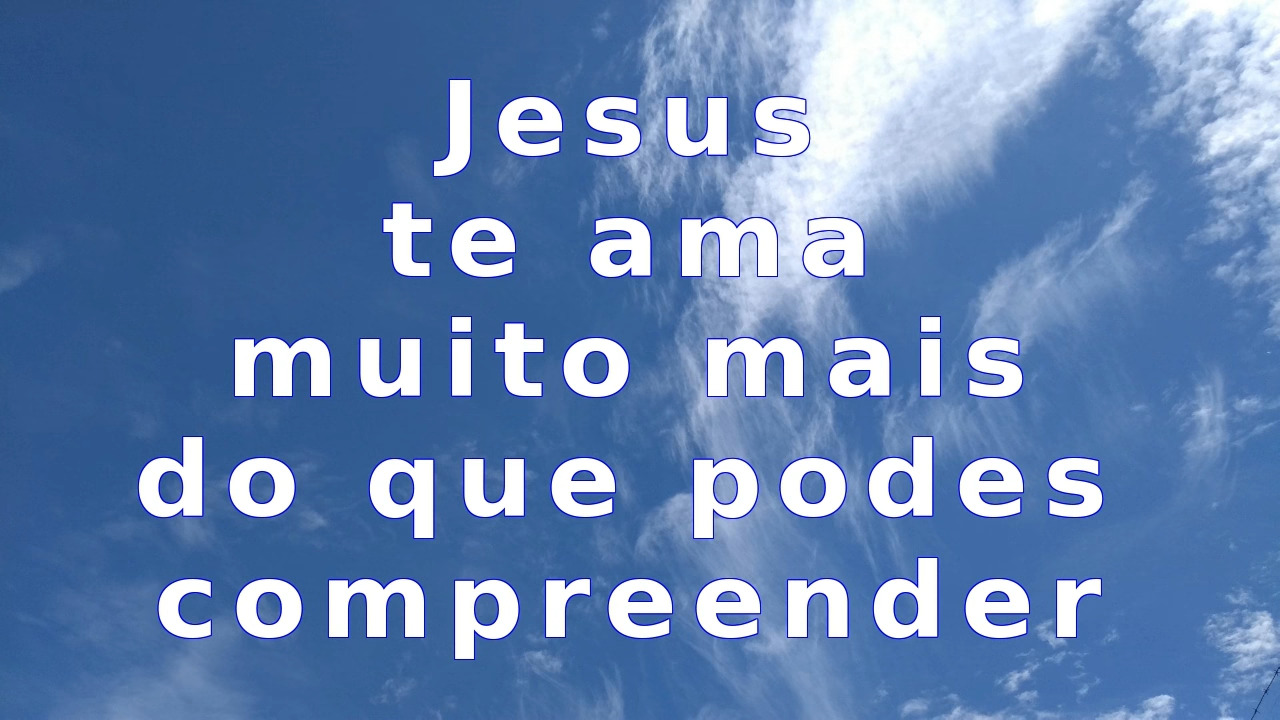 Jesus
te ama
muito mais
do que podes
compreender